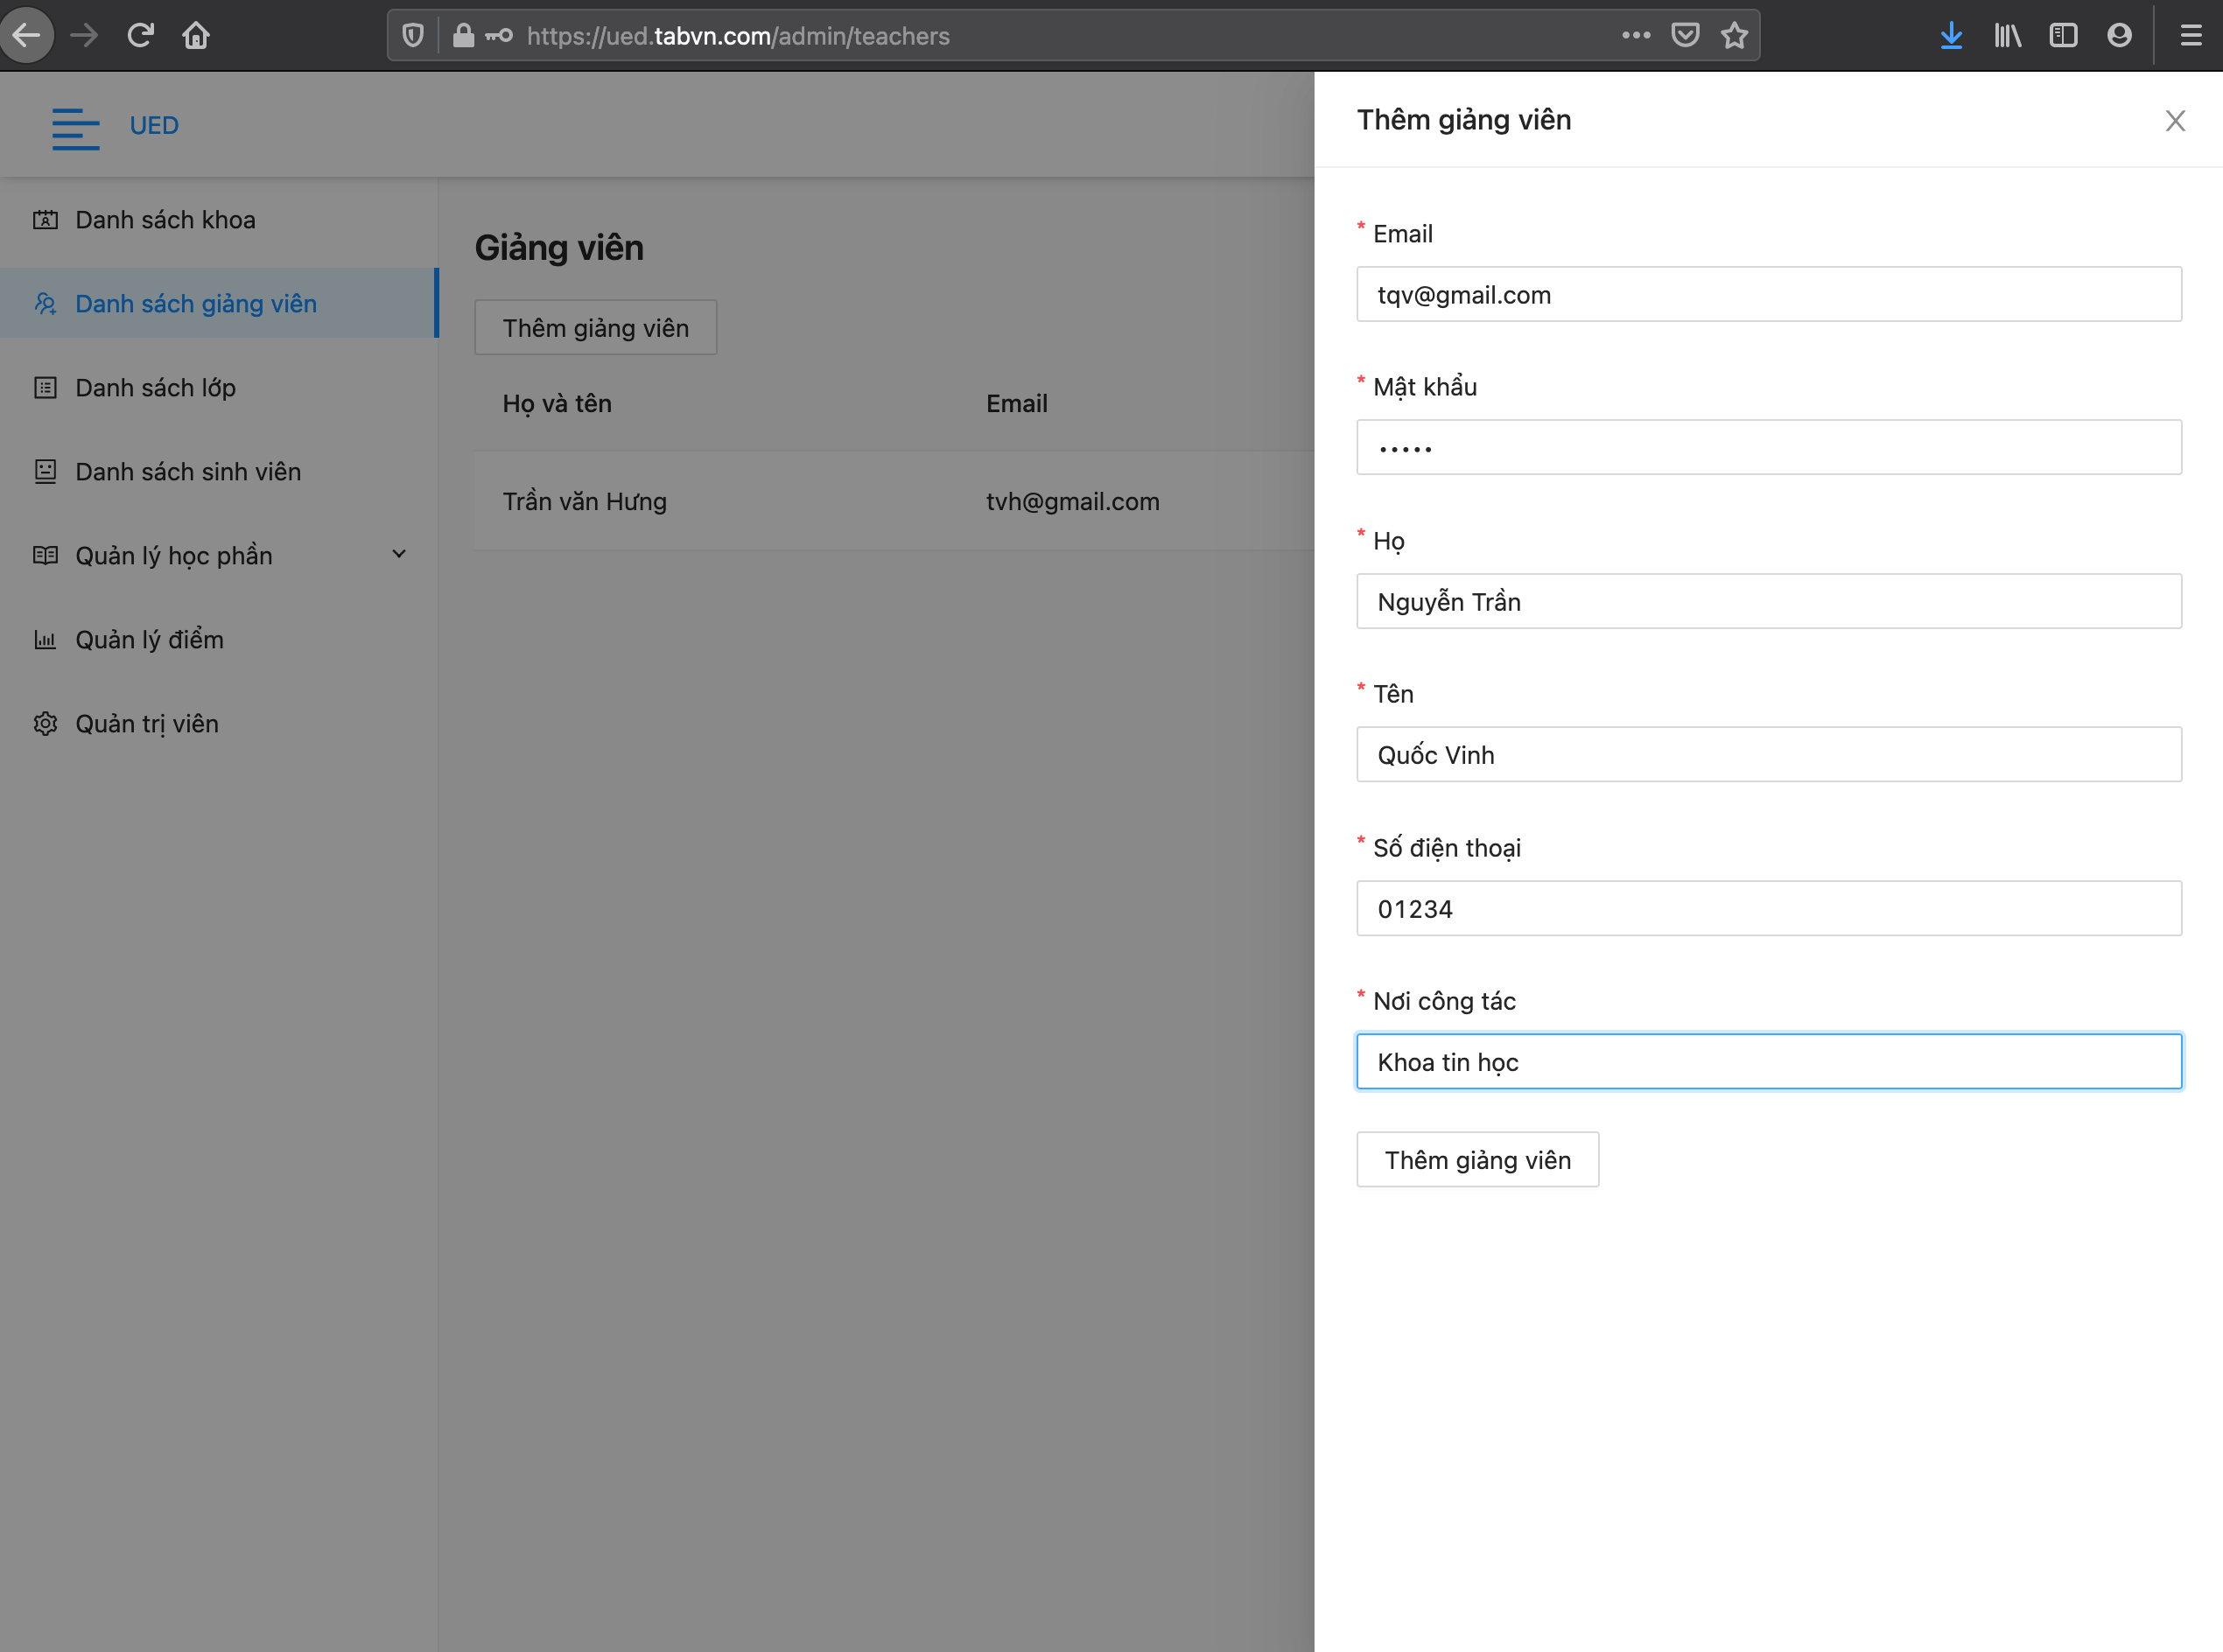 https://ued.tabvn.com/admin/teachers
UED
Danh sách khoa
Danh sách giảng viên
Danh sách lớp
Danh sách sinh viên
Quản lý học phần
Quản lý điểm
Quản trị viên
Giảng viên
Thêm giảng viên
Họ và tên Email
Trần văn Hưng tvh@gmail.com
Thêm giảng viên
* Email
tqv@gmail.com
* Mật khẩu
•••••
* Họ
Nguyễn Trần
* Tên
Quốc Vinh
* Số điện thoại
01234
* Nơi công tác
Khoa tin học
Thêm giảng viên